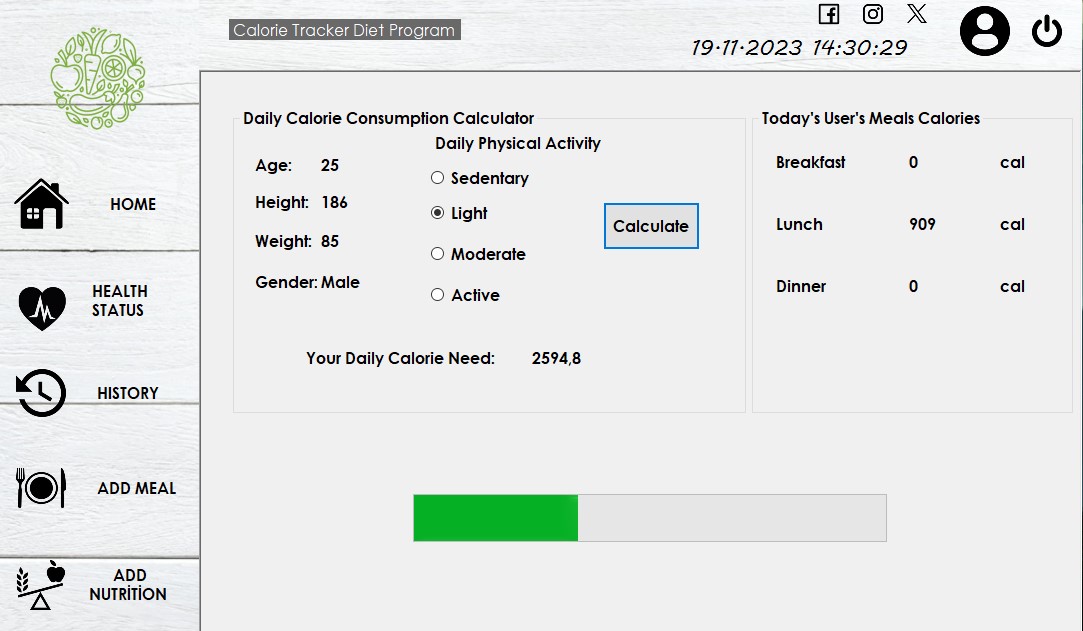 Calorie Tracker Diet Program
19.11.2023 14:30:29
HOME
HEALTH
STATUS
HISTORY
ADD MEAL
ADD
NUTRİTİON
Daily Calorie Consumption Calculator
Daily Physical Activity
Age: 25
Height: 186
Weight: 85
Gender: Male
Sedentary
Light
Moderate
Active
Calculate
Your Daily Calorie Need: 2594,8
Today's User's Meals Calories
Breakfast 0 cal
Lunch 909 cal
Dinner 0 cal